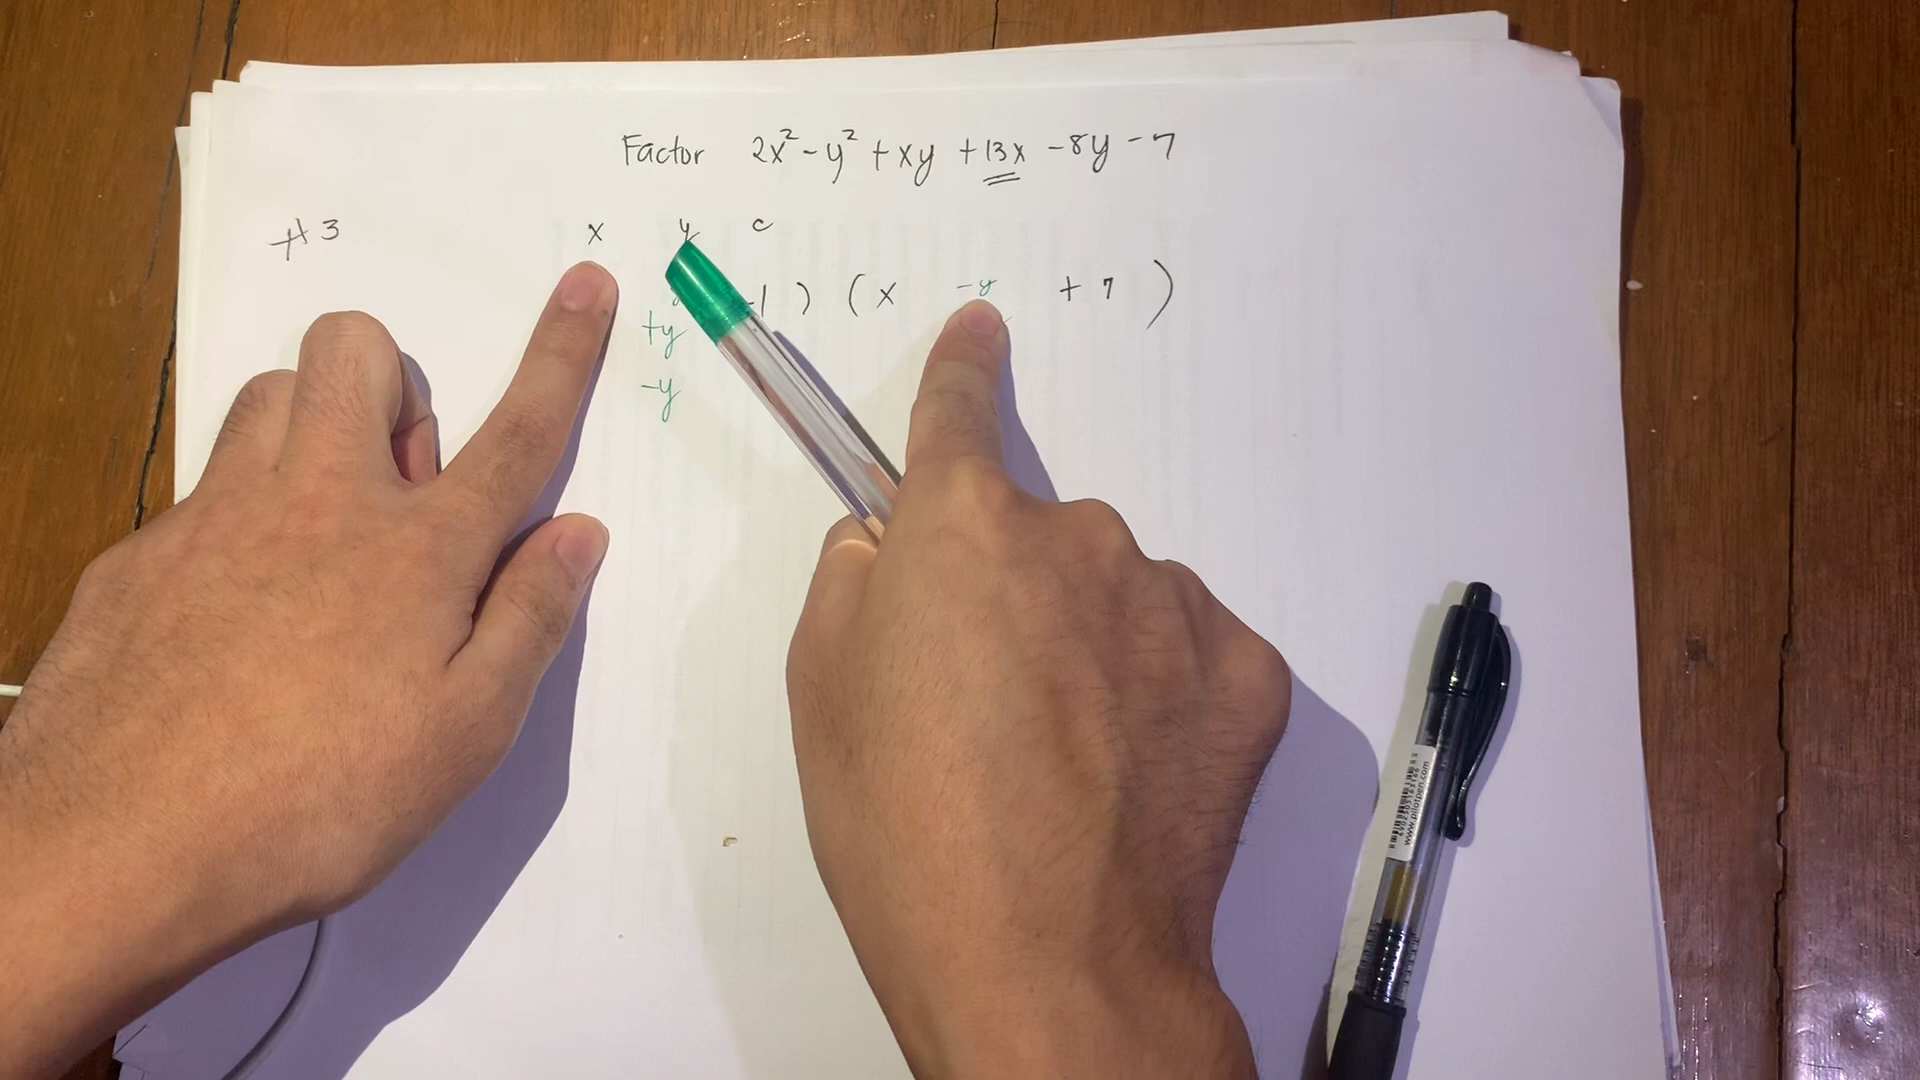 Factor 2x² - y² + xy + 13x - 8y - 7
#3 x y c
-1 ) ( x -y + 7 )
+y
-y
www.pilotpen.com